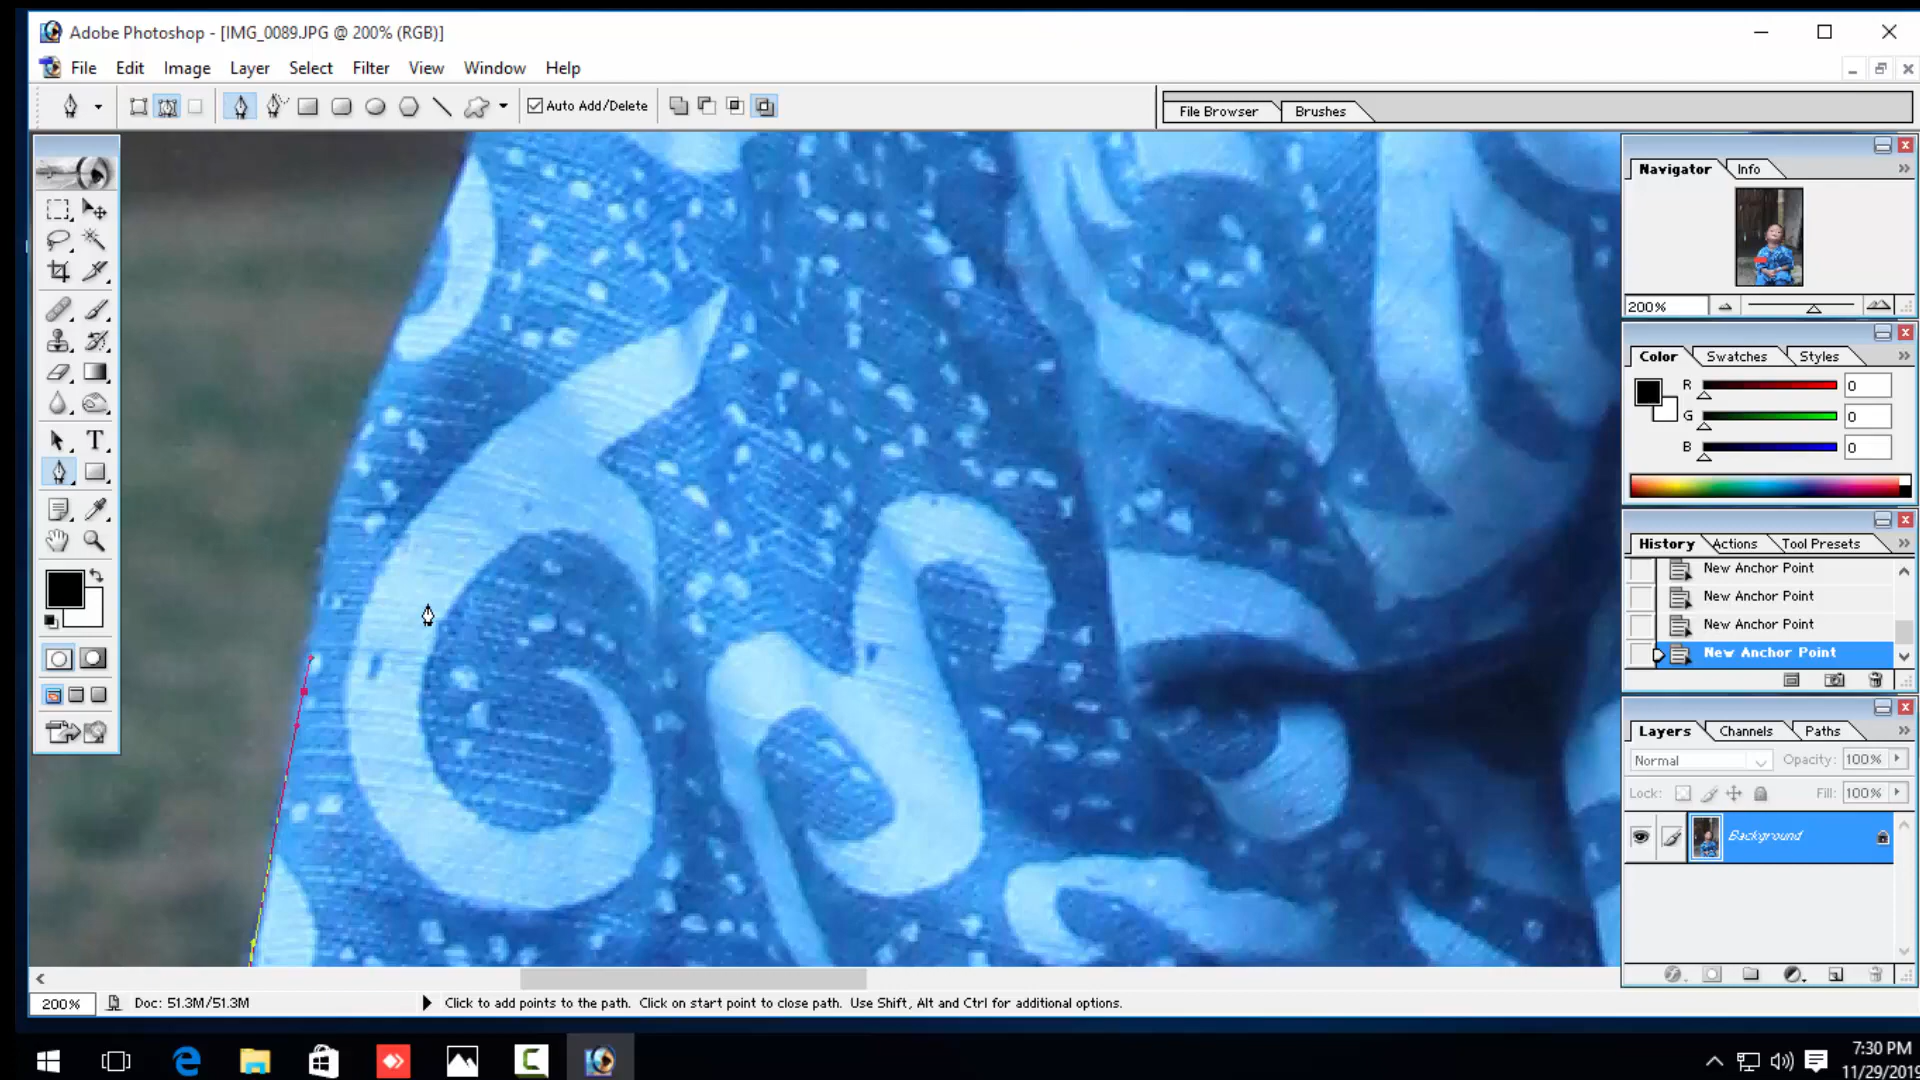 Adobe Photoshop - [IMG_0089.JPG @ 200% (RGB)]
File Edit Image Layer Select Filter View Window Help
Auto Add/Delete
File Browser Brushes
Navigator Info
200%
Color Swatches Styles
R 0
G 0
B 0
T
History Actions Tool Presets
New Anchor Point
New Anchor Point
New Anchor Point
New Anchor Point
Layers Channels Paths
Normal Opacity: 100%
Lock: Fill: 100%
Background
200% Doc: 51.3M/51.3M Click to add points to the path. Click on start point to close path. Use Shift, Alt and Ctrl for additional options.
7:30 PM
11/29/2019